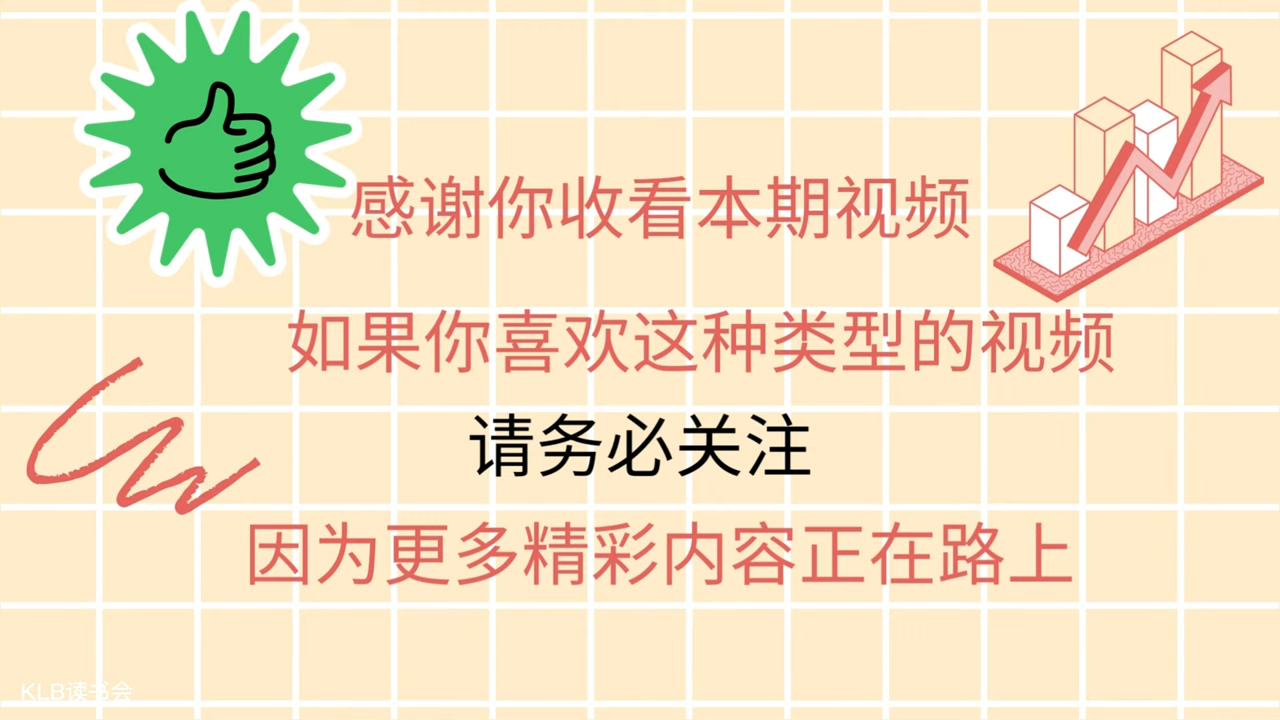 感谢你收看本期视频
如果你喜欢这种类型的视频
请务必关注
因为更多精彩内容正在路上
KLB读书会